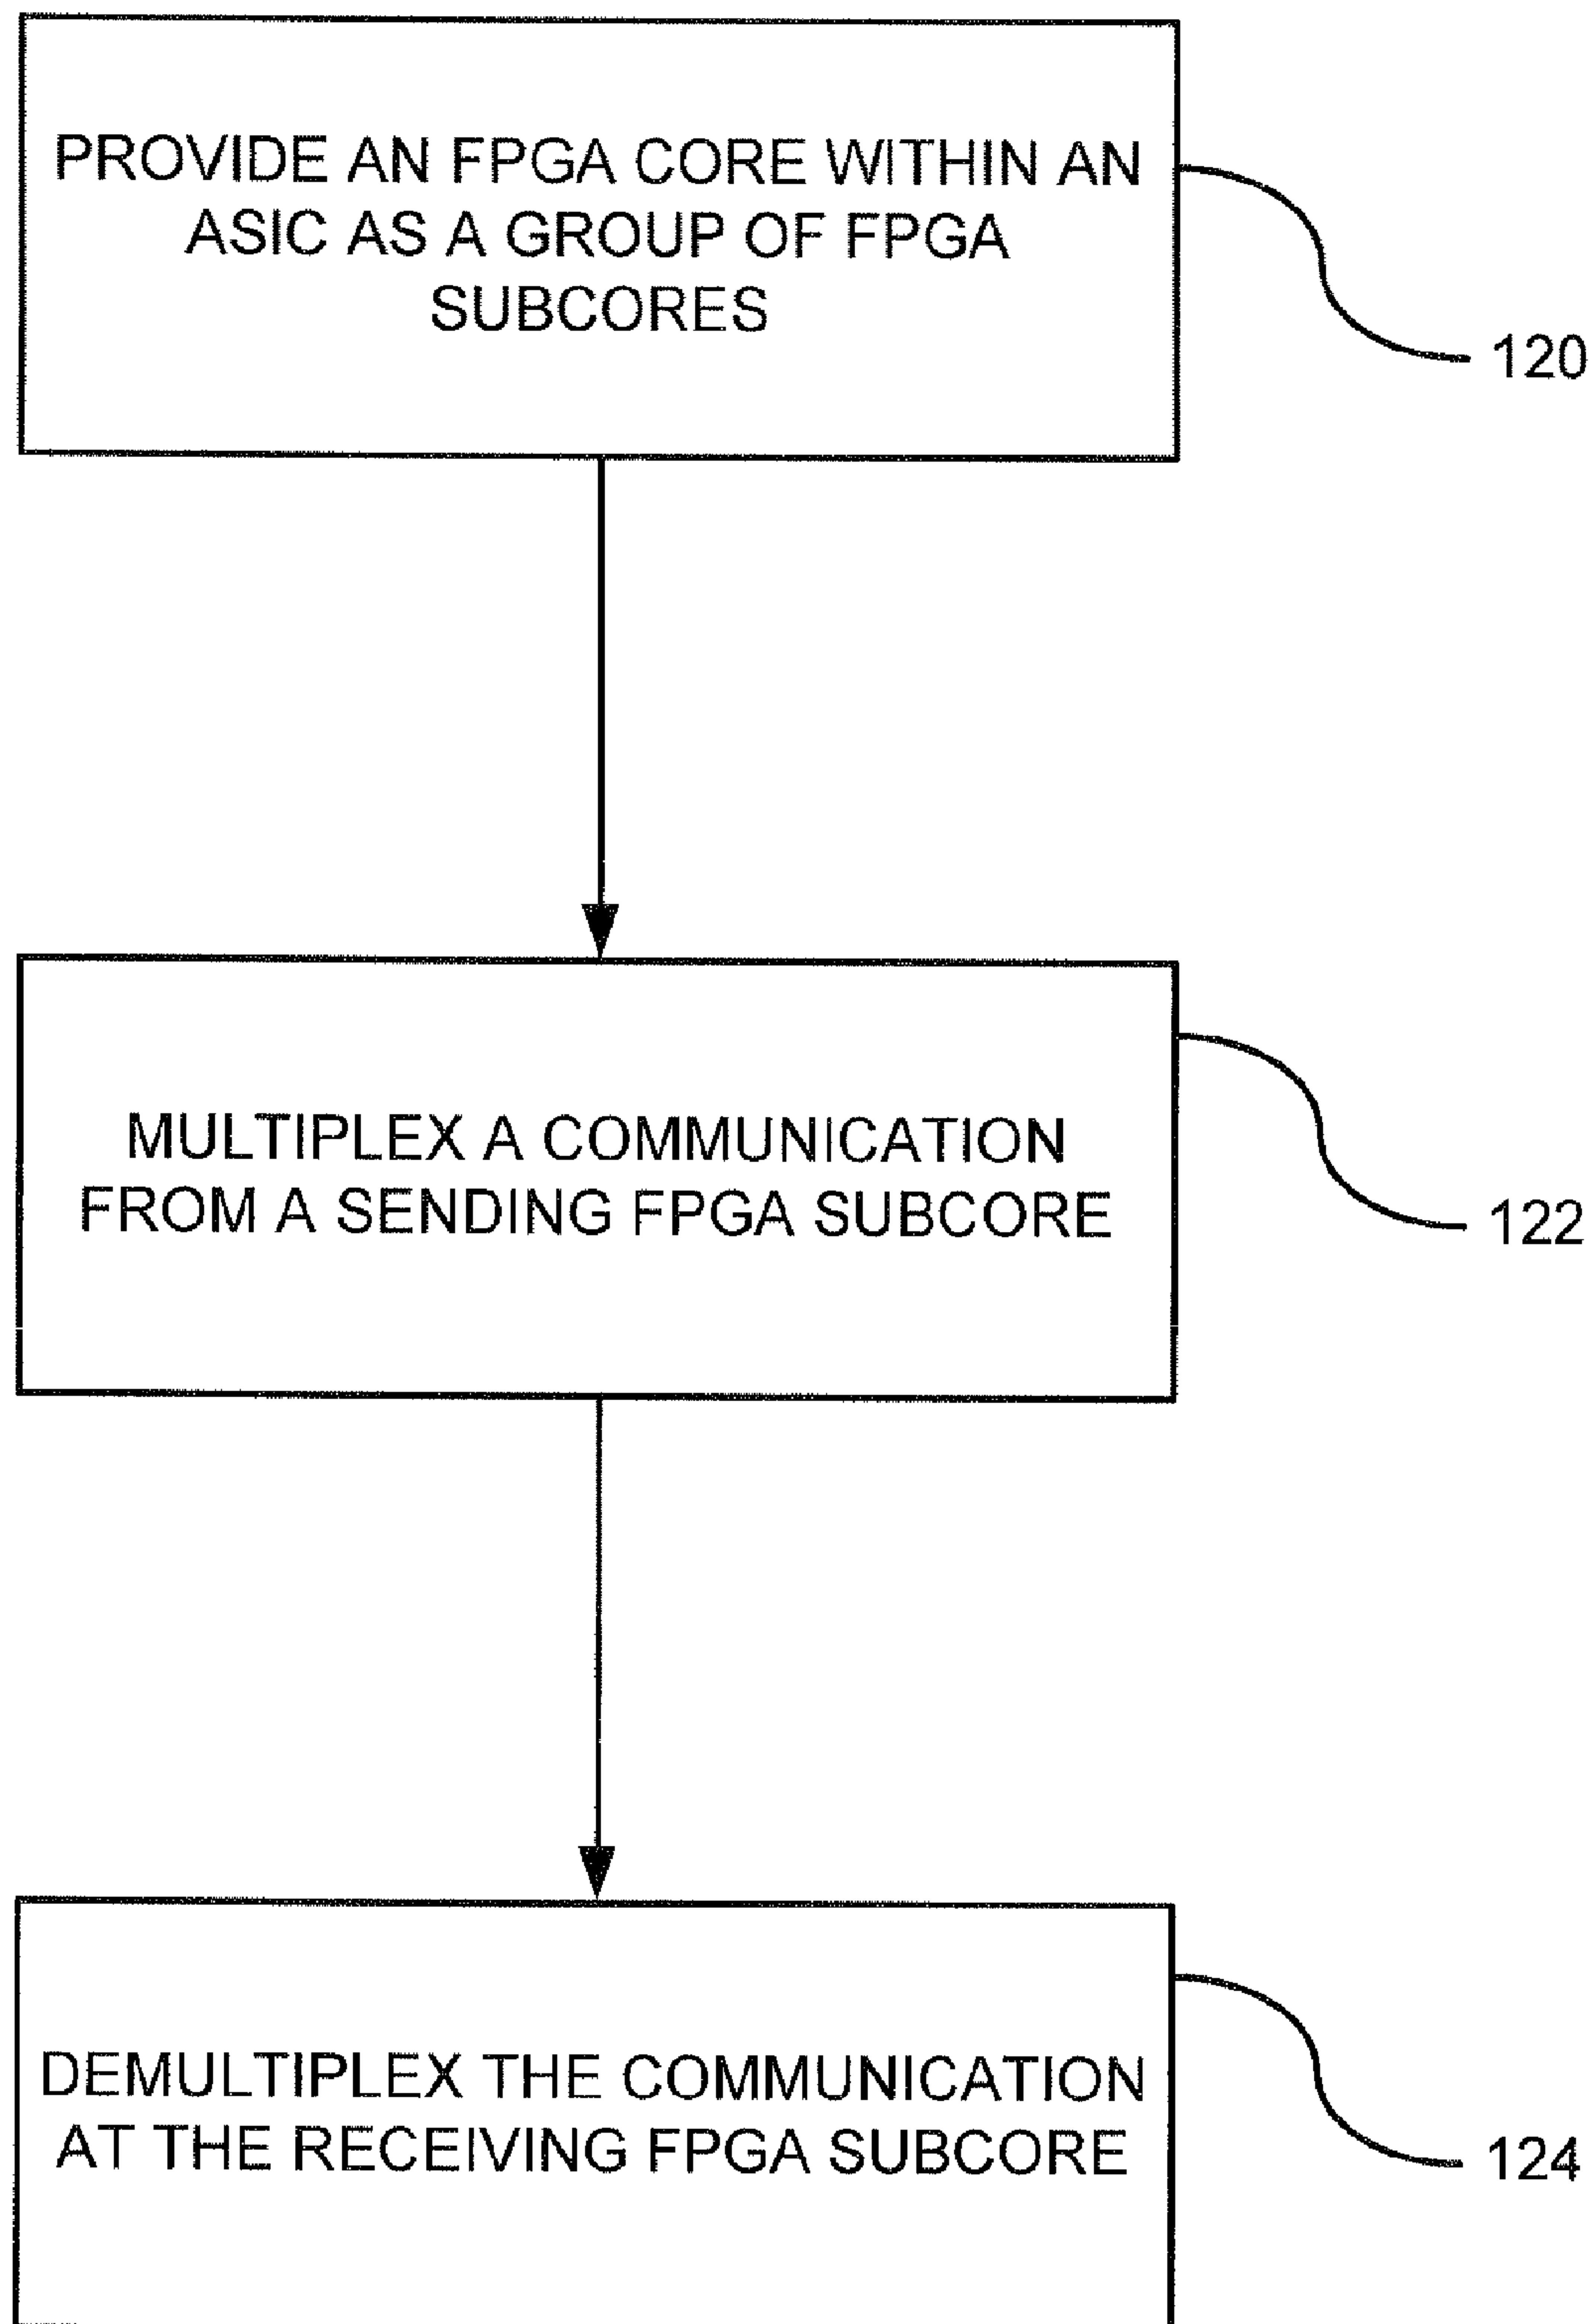 PROVIDE AN FPGA CORE WITHIN AN
ASIC AS A GROUP OF FPGA
SUBCORES
120
MULTIPLEX A COMMUNICATION
FROM A SENDING FPGA SUBCORE
122
DEMULTIPLEX THE COMMUNICATION
AT THE RECEIVING FPGA SUBCORE
124